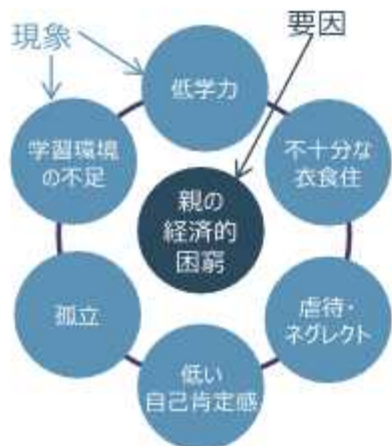 現象
要因
低学力
学習環境
の不足
不十分な
衣食住
親の
経済的
困窮
孤立
虐待・
ネグレクト
低い
自己肯定感